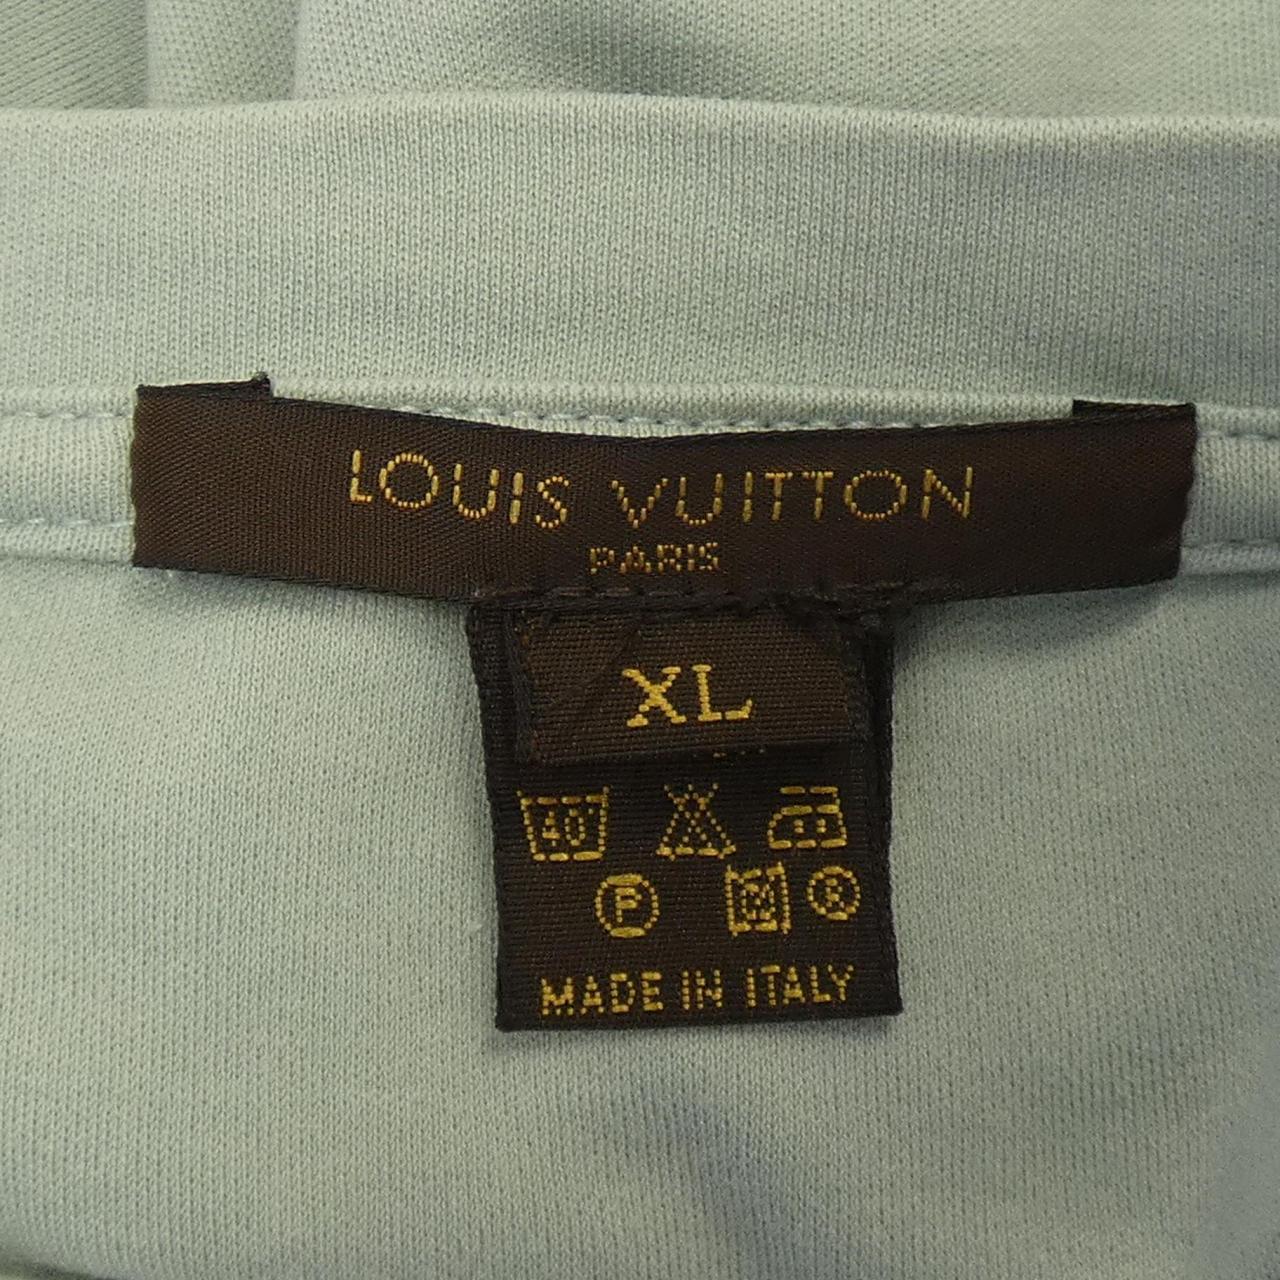 LOUIS VUITTON
PARIS
XL
40°
P R
MADE IN ITALY